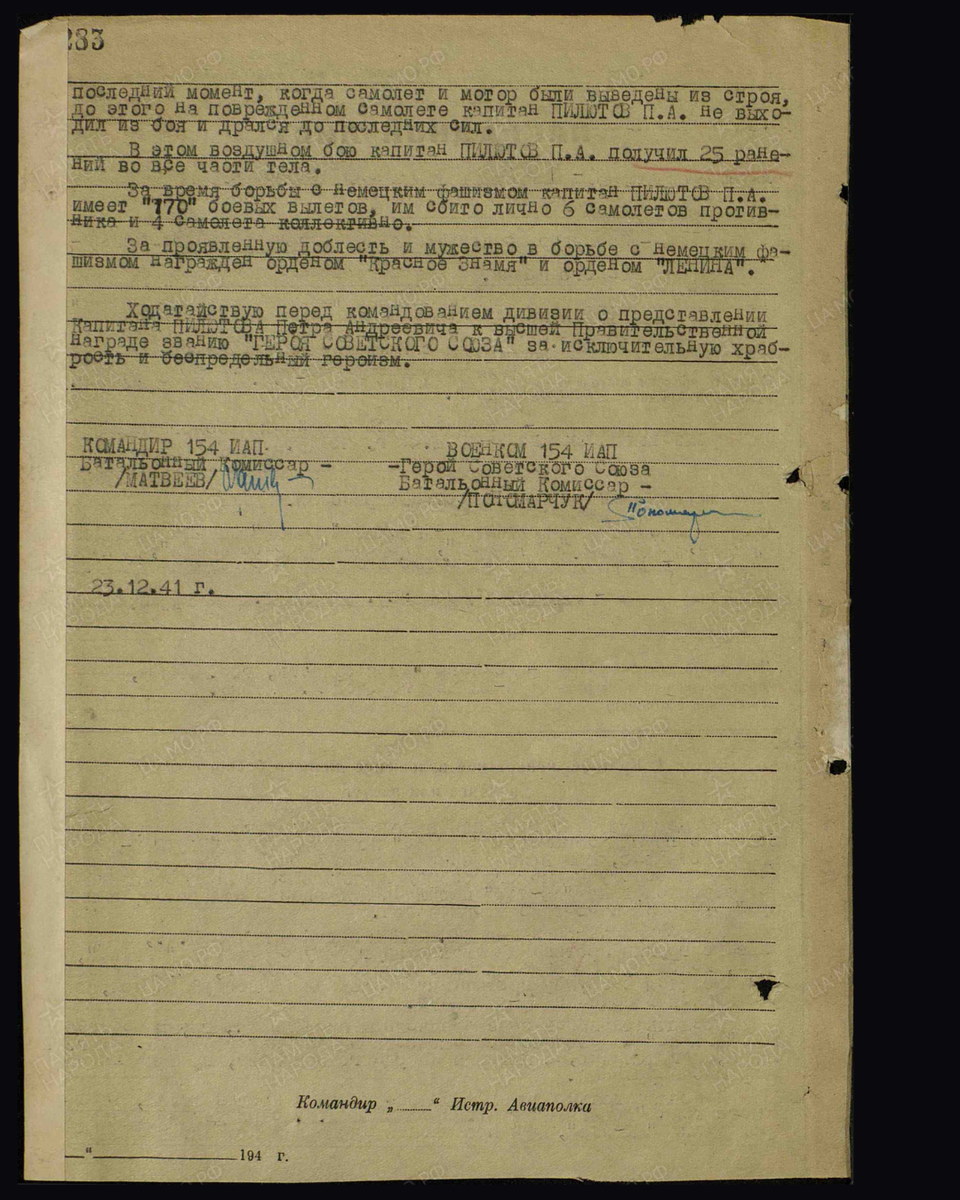 283
последний момент, когда самолет и мотор были выведены из строя,
до этого на поврежденном самолете капитан ПИЛЮТОВ П.А. не выхо-
дил из боя и дрался до последних сил.
В этом воздушном бою капитан ПИЛЮТОВ П.А. получил 25 ране-
ний во все части тела.
За время борьбы с немецким фашизмом капитан ПИЛЮТОВ П.А.
имеет "170" боевых вылетов, им сбито лично 6 самолетов против-
ника и 4 самолета коллективно.
За проявленную доблесть и мужество в борьбе с немецким фа-
шизмом награжден орденом "Красное Знамя" и орденом "ЛЕНИНА".
Ходатайствую перед командованием дивизии о представлении
Капитана ПИЛЮТОВА Петра Андреевича к высшей Правительственной
награде званию "ГЕРОЯ СОВЕТСКОГО СОЮЗА" за исключительную храб-
рость и беспредельный героизм.
КОМАНДИР 154 ИАП
Батальонный Комиссар -
/МАТВЕЕВ/
ВОЕНКОМ 154 ИАП
-Герой Советского Союза
Батальонный Комиссар -
/ПОНОМАРЧУК/
23.12.41 г.
Командир „ “ Истр. Авиаполка
“ 194 г.
ЦАМО.РФ
ПАМЯТЬ НАРОДА